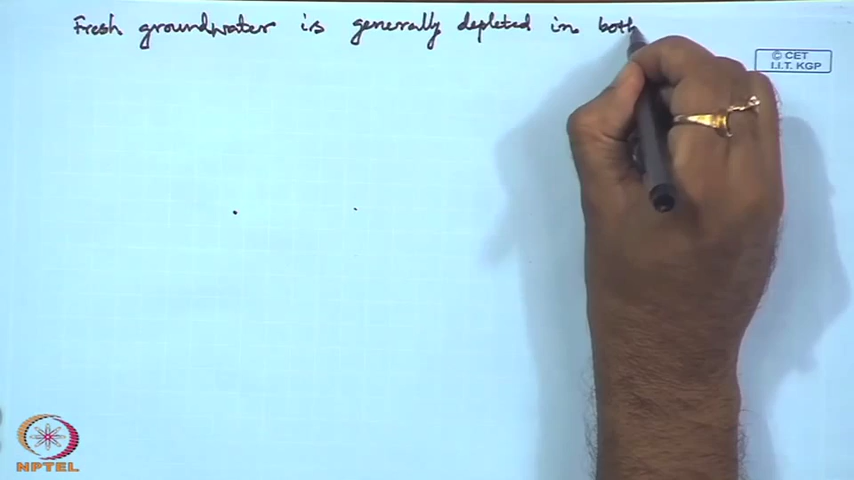 Fresh groundwater is generally depleted in both
© CET
I.I.T. KGP
NPTEL